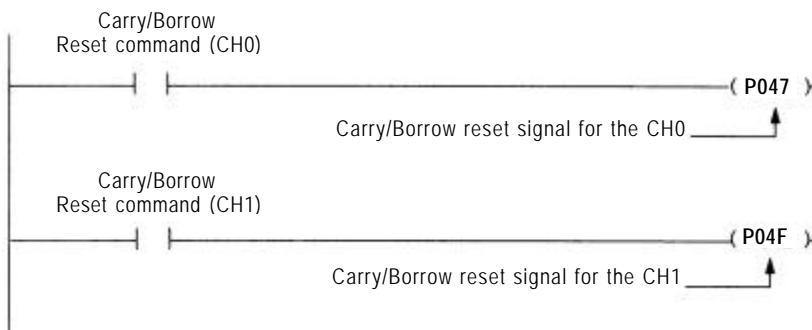 Carry/Borrow
Reset command (CH0)
( P047 )
Carry/Borrow reset signal for the CH0
Carry/Borrow
Reset command (CH1)
( P04F )
Carry/Borrow reset signal for the CH1